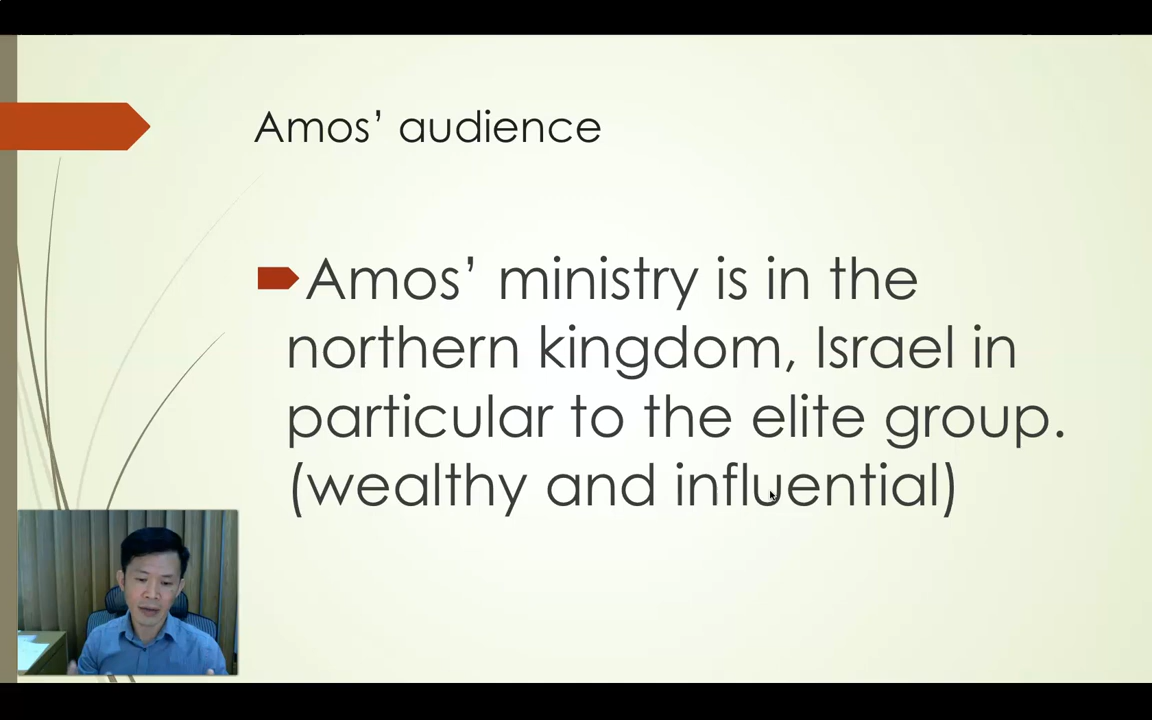 Amos’ audience
Amos’ ministry is in the
northern kingdom, Israel in
particular to the elite group.
(wealthy and influential)